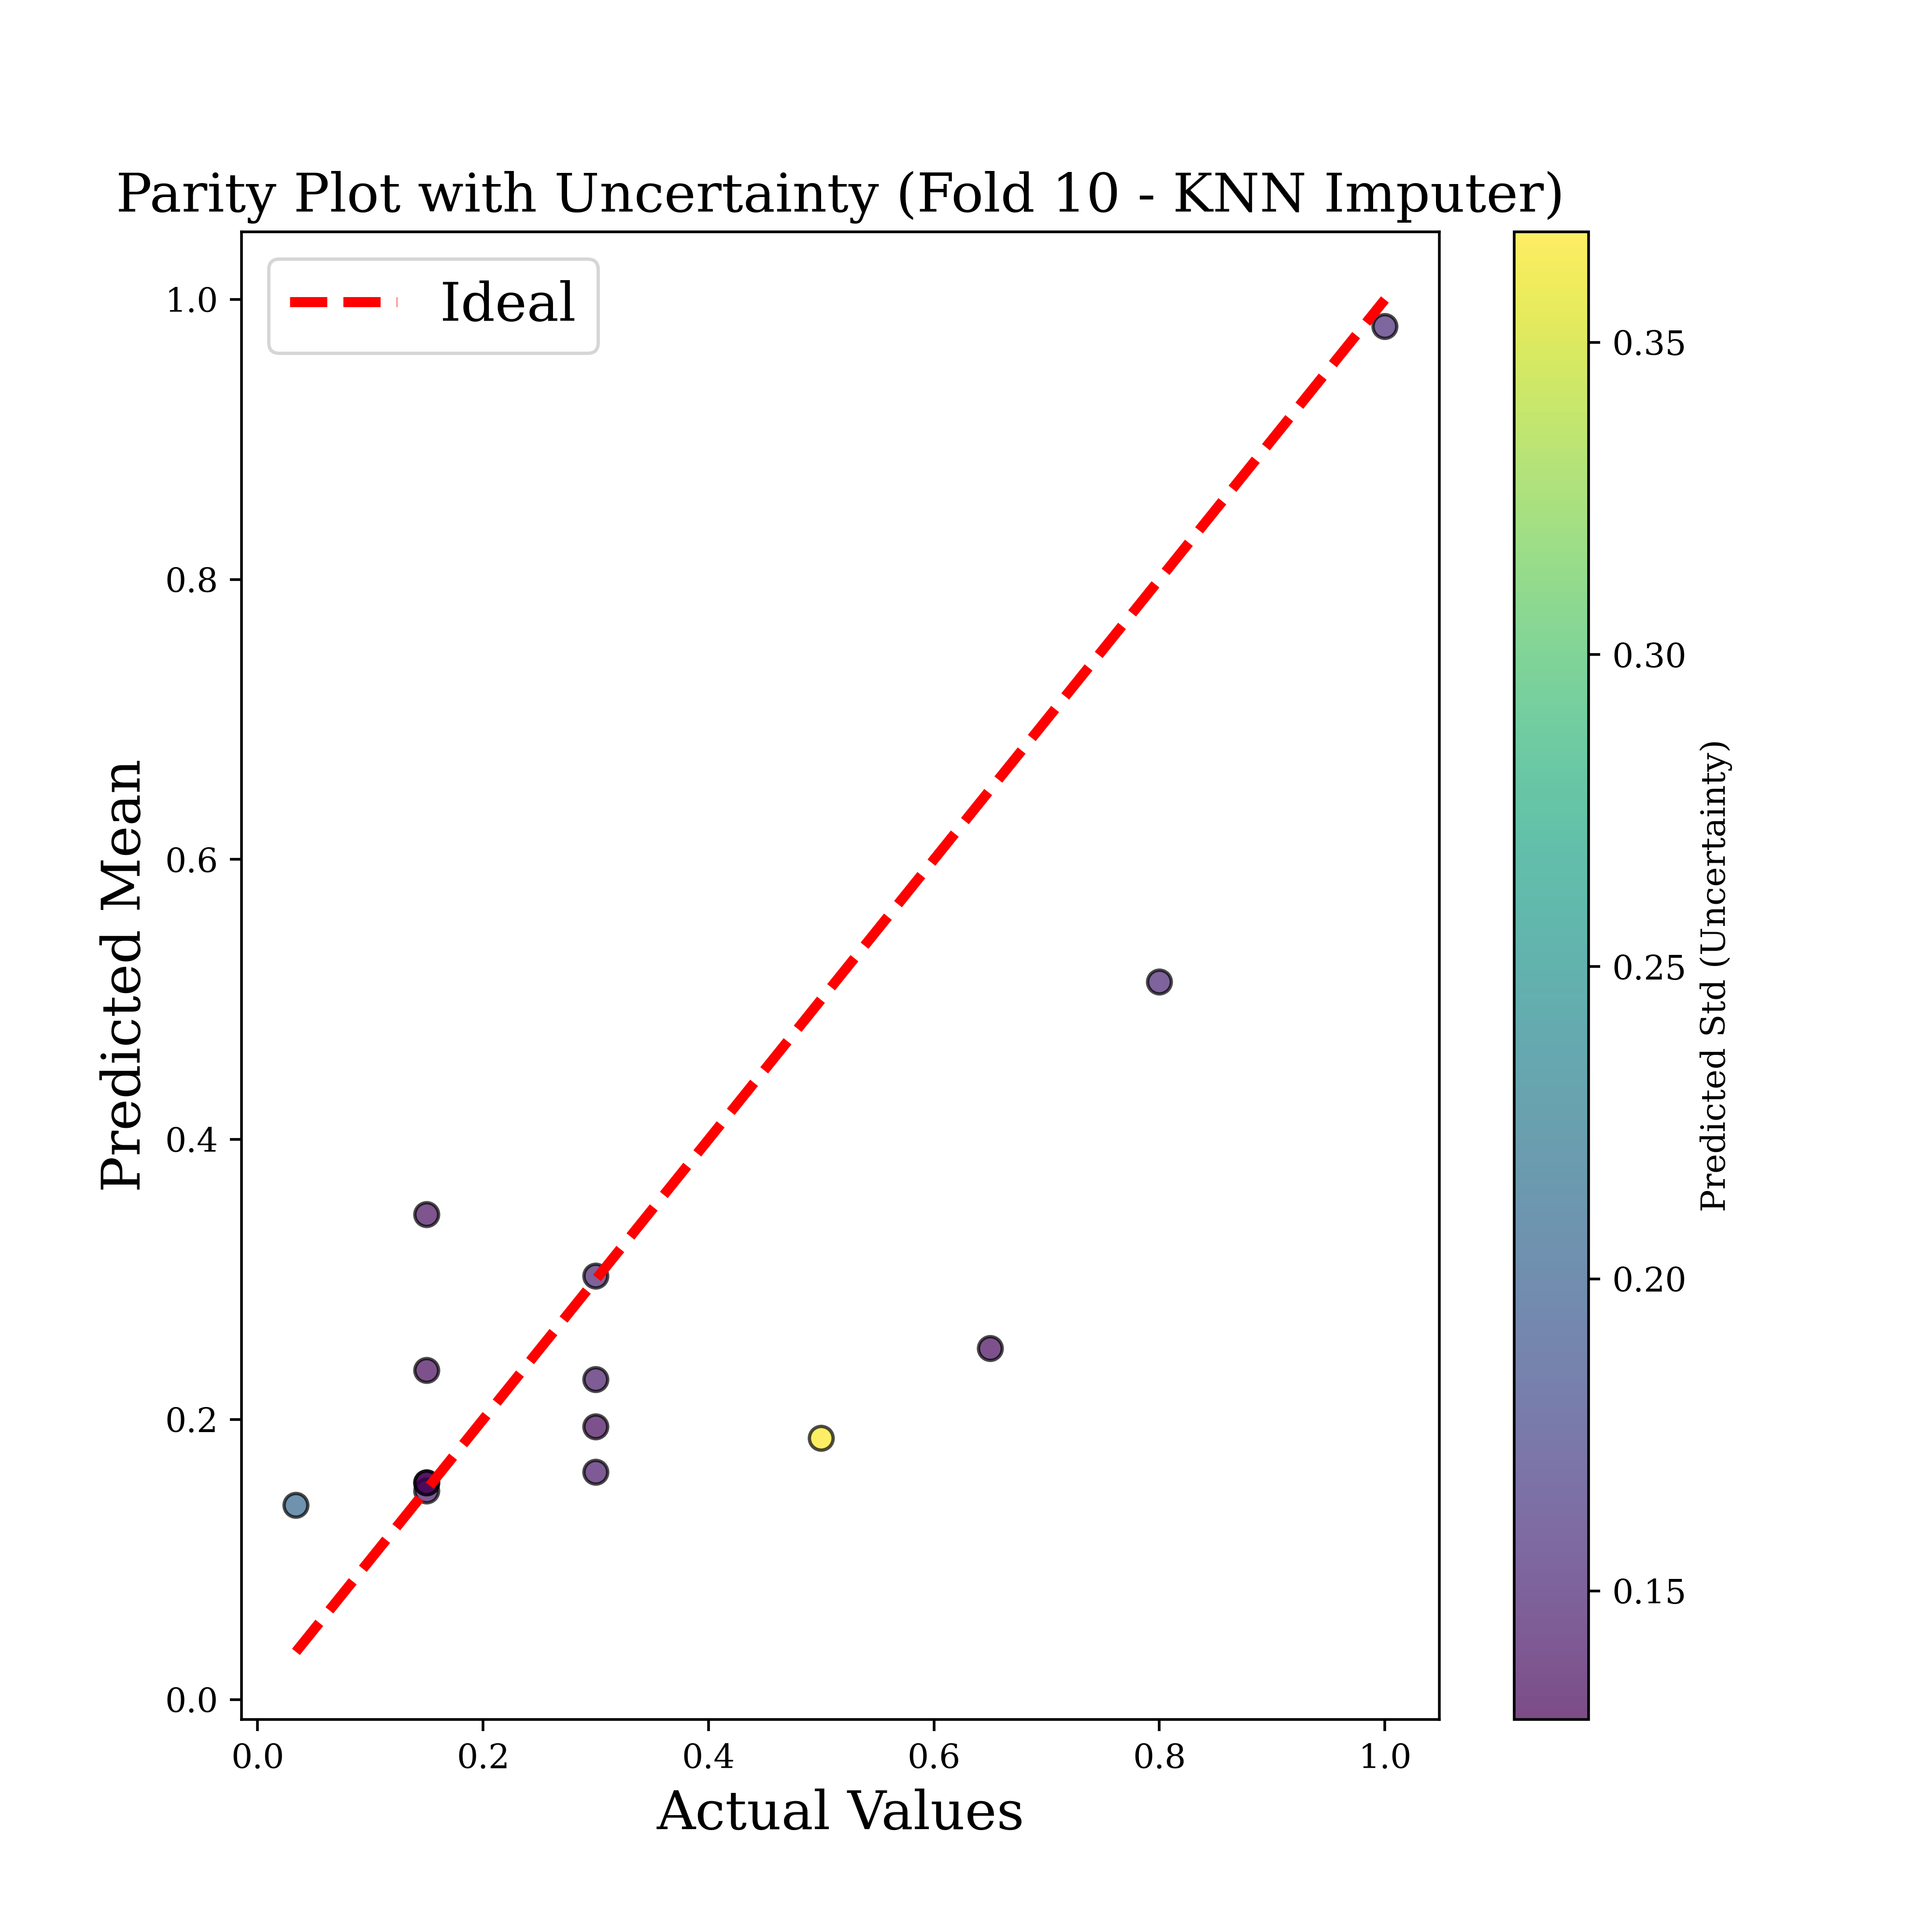 Parity Plot with Uncertainty (Fold 10 - KNN Imputer)
Ideal
Predicted Mean
1.0
0.8
0.6
0.4
0.2
0.0
0.0 0.2 0.4 0.6 0.8 1.0
Actual Values
0.35
0.30
0.25
0.20
0.15
Predicted Std (Uncertainty)